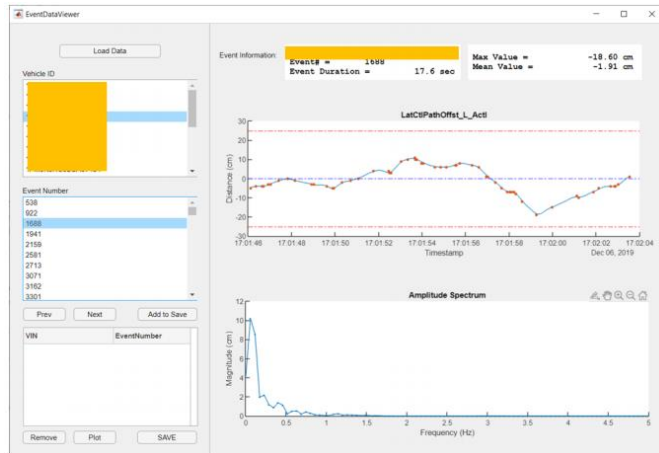 EventDataViewer
Load Data
Vehicle ID
Event Number
538
922
1688
1941
2159
2581
2713
3071
3162
3301
Prev Next Add to Save
VIN EventNumber
Remove Plot SAVE
Event Information:
Event# = 1688
Event Duration = 17.6 sec
Max Value = -18.60 cm
Mean Value = -1.91 cm
LatCtlPathOffst_L_Actl
Distance (cm)
30
20
10
0
-10
-20
-30
17:01:46 17:01:48 17:01:50 17:01:52 17:01:54 17:01:56 17:01:58 17:02:00 17:02:02 17:02:04
Timestamp
Dec 06, 2019
Amplitude Spectrum
Magnitude (cm)
12
10
8
6
4
2
0
0 0.5 1 1.5 2 2.5 3 3.5 4 4.5 5
Frequency (Hz)